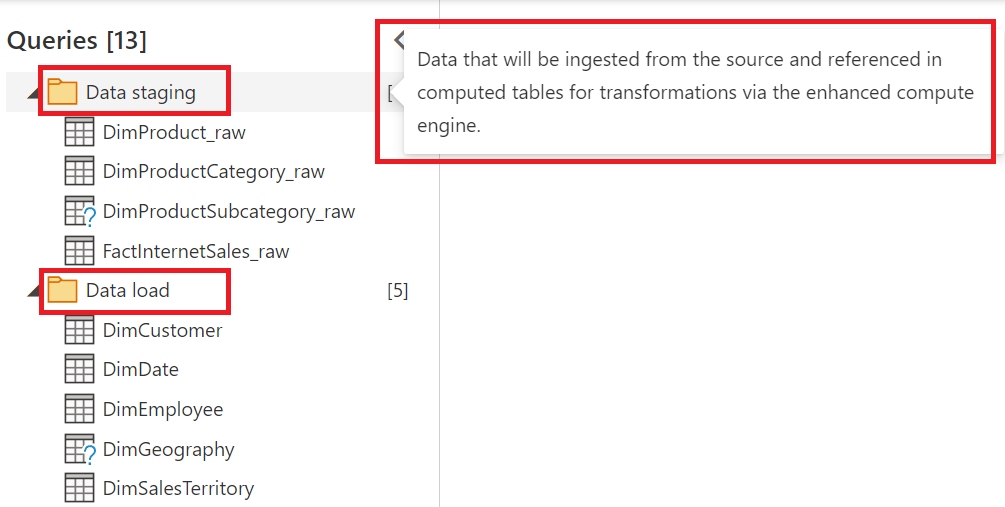 Queries [13]
Data that will be ingested from the source and referenced in
computed tables for transformations via the enhanced compute
engine.
Data staging
[
DimProduct_raw
DimProductCategory_raw
DimProductSubcategory_raw
FactInternetSales_raw
Data load [5]
DimCustomer
DimDate
DimEmployee
DimGeography
DimSalesTerritory